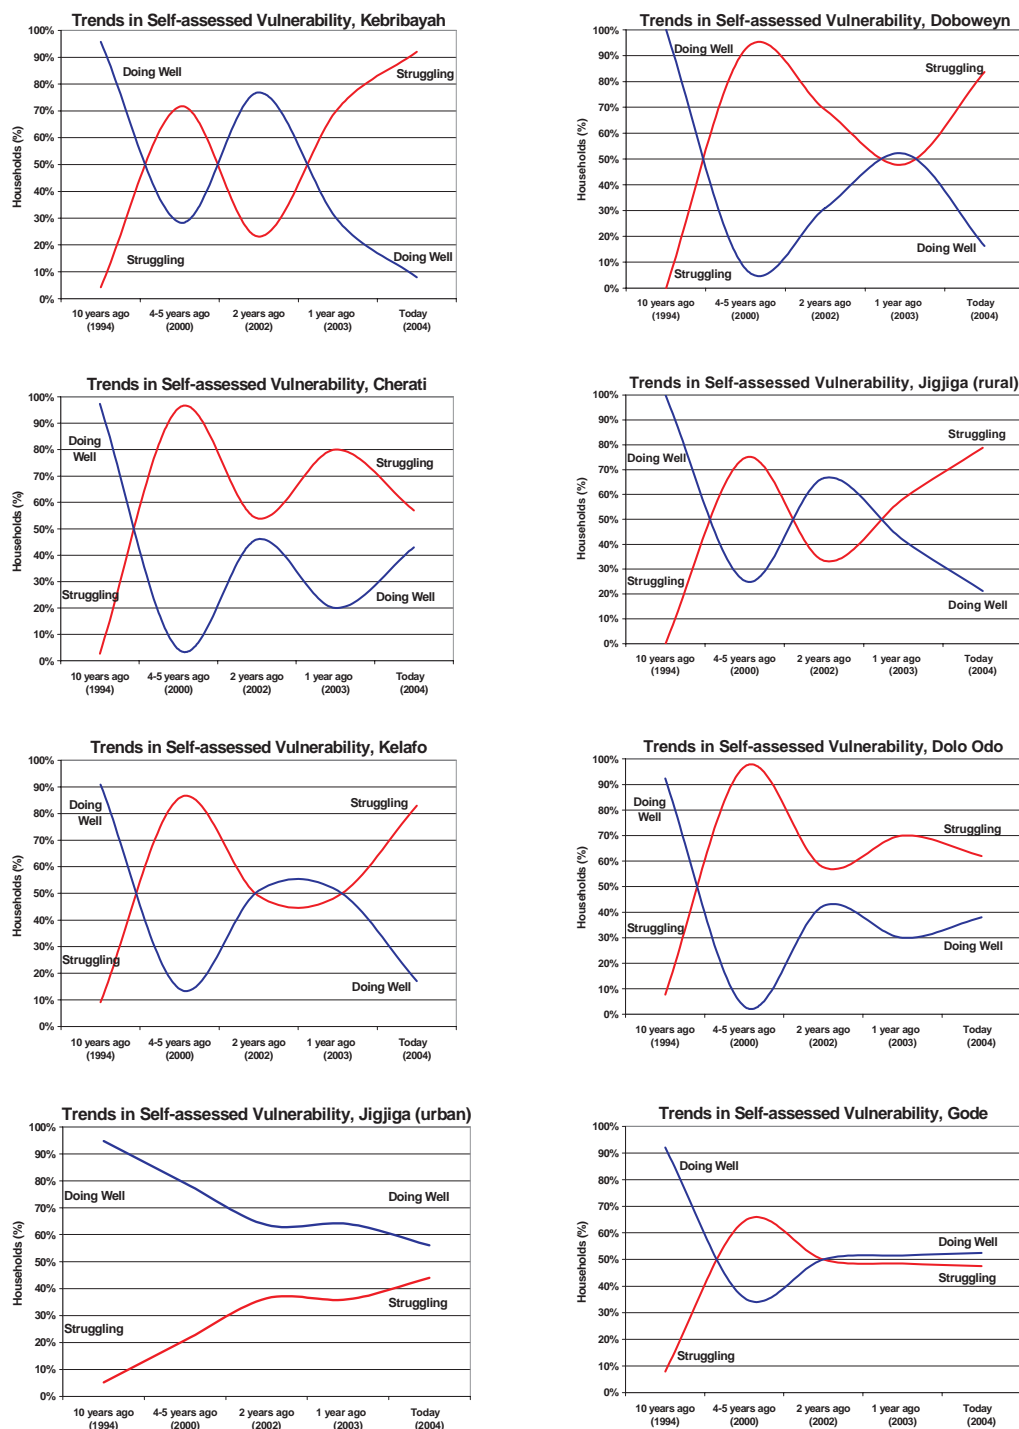 Trends in Self-assessed Vulnerability, Kebribayah
100%
90%
80%
70%
60%
50%
40%
30%
20%
10%
0%
Households (%)
Doing Well
Struggling
Struggling
Doing Well
10 years ago
(1994)
4-5 years ago
(2000)
2 years ago
(2002)
1 year ago
(2003)
Today
(2004)
Trends in Self-assessed Vulnerability, Doboweyn
100%
90%
80%
70%
60%
50%
40%
30%
20%
10%
0%
Households (%)
Doing Well
Struggling
Struggling
Doing Well
10 years ago
(1994)
4-5 years ago
(2000)
2 years ago
(2002)
1 year ago
(2003)
Today
(2004)
Trends in Self-assessed Vulnerability, Cherati
100%
90%
80%
70%
60%
50%
40%
30%
20%
10%
0%
Households (%)
Doing
Well
Struggling
Struggling
Doing Well
10 years ago
(1994)
4-5 years ago
(2000)
2 years ago
(2002)
1 year ago
(2003)
Today
(2004)
Trends in Self-assessed Vulnerability, Jigjiga (rural)
100%
90%
80%
70%
60%
50%
40%
30%
20%
10%
0%
Households (%)
Struggling
Doing Well
Struggling
Doing Well
10 years ago
(1994)
4-5 years ago
(2000)
2 years ago
(2002)
1 year ago
(2003)
Today
(2004)
Trends in Self-assessed Vulnerability, Kelafo
100%
90%
80%
70%
60%
50%
40%
30%
20%
10%
0%
Households (%)
Doing
Well
Struggling
Struggling
Doing Well
10 years ago
(1994)
4-5 years ago
(2000)
2 years ago
(2002)
1 year ago
(2003)
Today
(2004)
Trends in Self-assessed Vulnerability, Dolo Odo
100%
90%
80%
70%
60%
50%
40%
30%
20%
10%
0%
Households (%)
Doing
Well
Struggling
Struggling
Doing Well
10 years ago
(1994)
4-5 years ago
(2000)
2 years ago
(2002)
1 year ago
(2003)
Today
(2004)
Trends in Self-assessed Vulnerability, Jigjiga (urban)
100%
90%
80%
70%
60%
50%
40%
30%
20%
10%
0%
Households (%)
Doing Well
Doing Well
Struggling
Struggling
10 years ago
(1994)
4-5 years ago
(2000)
2 years ago
(2002)
1 year ago
(2003)
Today
(2004)
Trends in Self-assessed Vulnerability, Gode
100%
90%
80%
70%
60%
50%
40%
30%
20%
10%
0%
Households (%)
Doing Well
Doing Well
Struggling
Struggling
10 years ago
(1994)
4-5 years ago
(2000)
2 years ago
(2002)
1 year ago
(2003)
Today
(2004)